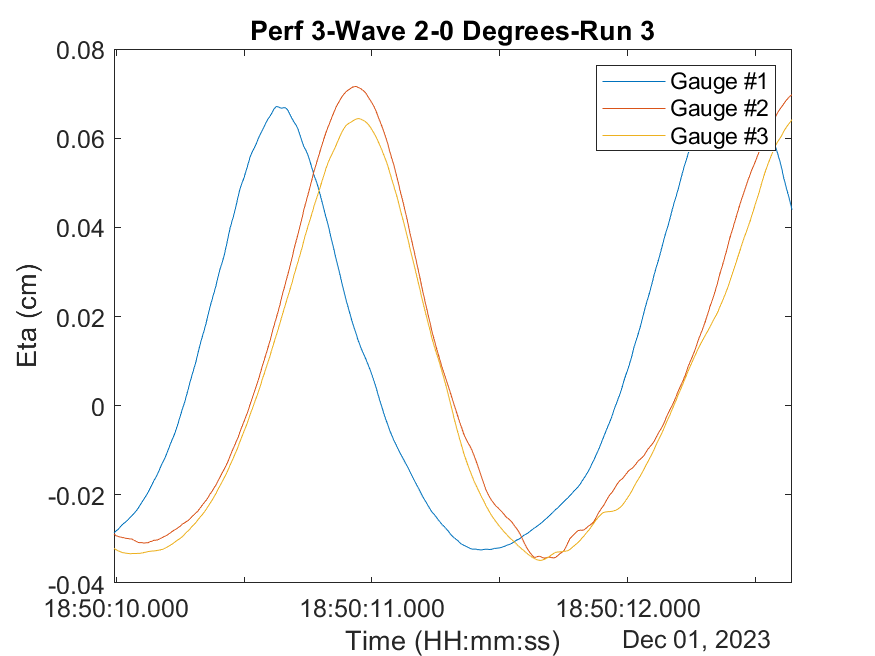 Perf 3-Wave 2-0 Degrees-Run 3
0.08
Gauge #1
Gauge #2
Gauge #3
0.06
0.04
0.02
0
-0.02
-0.04
Eta (cm)
18:50:10.000 18:50:11.000 18:50:12.000
Time (HH:mm:ss) Dec 01, 2023